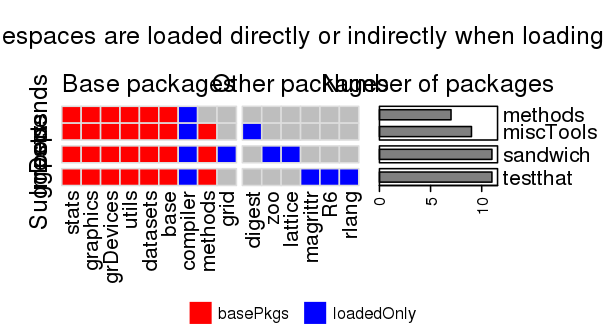 espaces are loaded directly or indirectly when loading
Base packages
Other packages
Number of packages
methods
miscTools
sandwich
testthat
stats
graphics
grDevices
utils
datasets
base
compiler
methods
grid
digest
zoo
lattice
magrittr
R6
rlang
0
5
10
basePkgs
loadedOnly